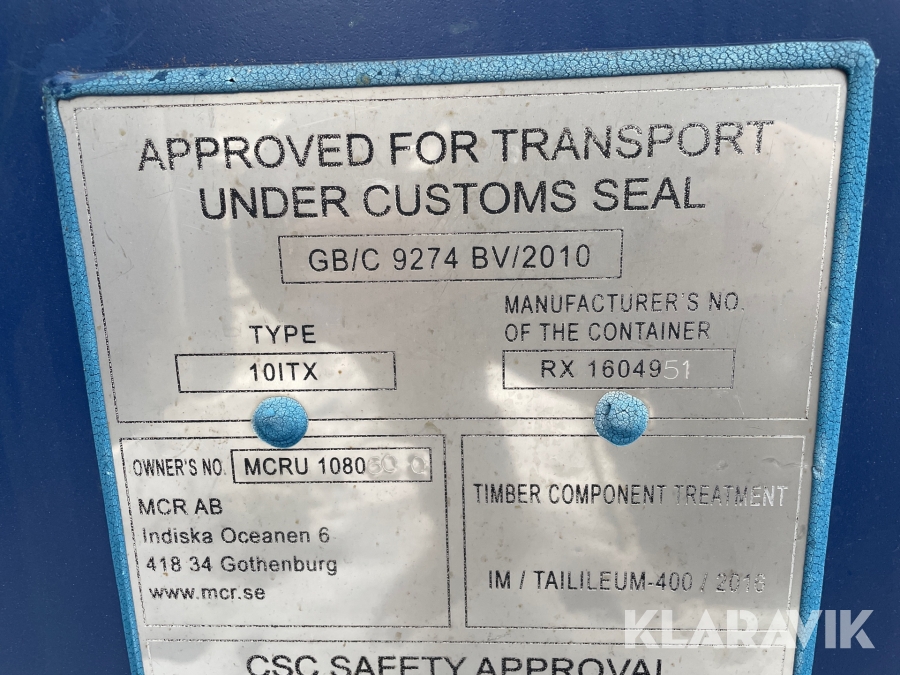 APPROVED FOR TRANSPORT
UNDER CUSTOMS SEAL
GB/C 9274 BV/2010
TYPE
10ITX
MANUFACTURER'S NO.
OF THE CONTAINER
RX 1604951
OWNER'S NO. MCRU 1080
MCR AB
Indiska Oceanen 6
418 34 Gothenburg
www.mcr.se
TIMBER COMPONENT TREATMENT
IM / TAILILEUM-400 / 2016
CSC SAFETY APPROVAL
KLARAVIK